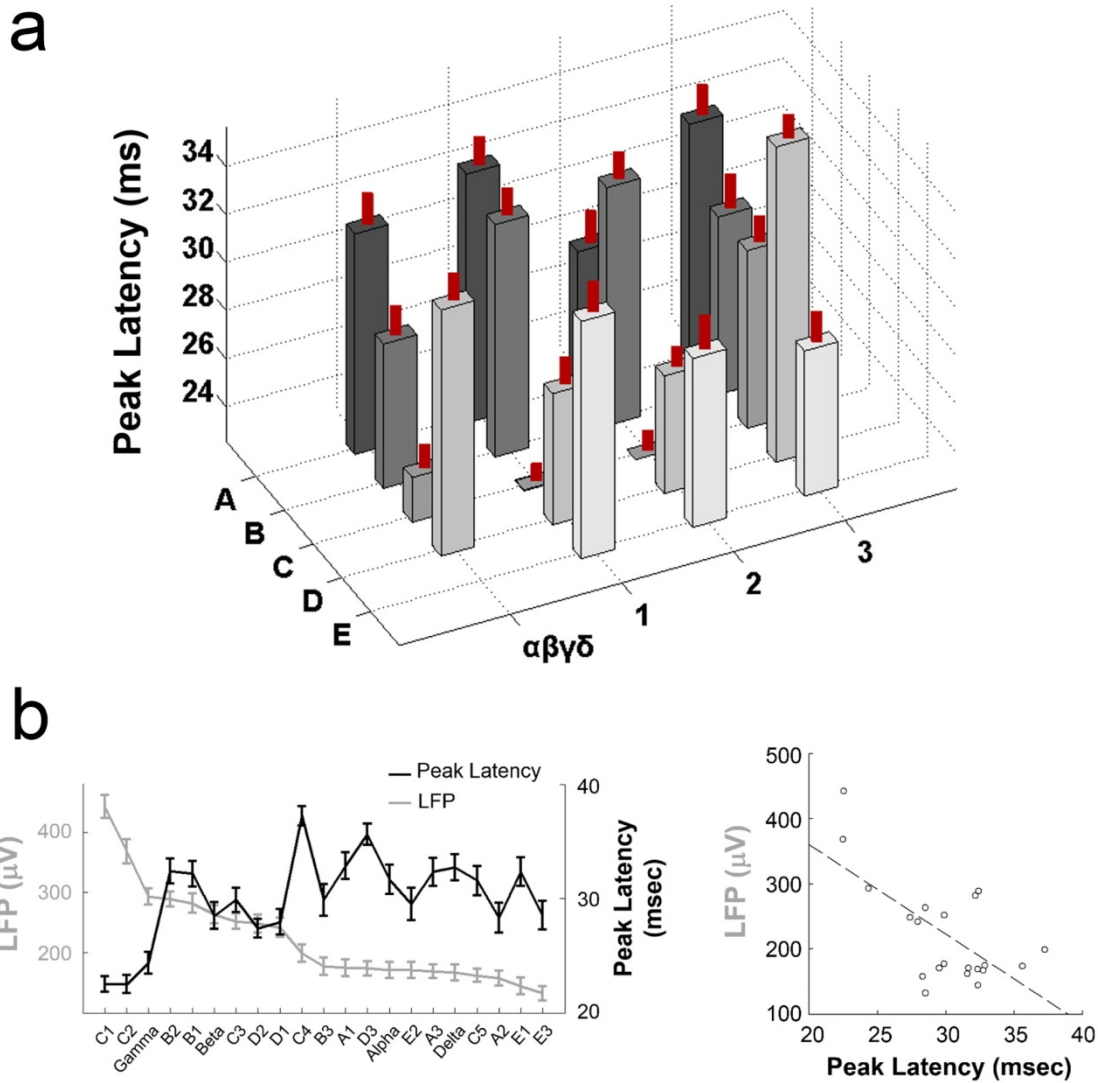 a
Peak Latency (ms)
34
32
30
28
26
24
A
B
C
D
E
αβγδ
1
2
3
b
Peak Latency
LFP
LFP (μV)
400
300
200
40
30
20
Peak Latency
(msec)
C1 C2 Gamma B2 B1 Beta C3 D2 D1 C4 B3 A1 D3 Alpha E2 A3 Delta C5 A2 E1 E3
LFP (μV)
500
400
300
200
100
20 25 30 35 40
Peak Latency (msec)